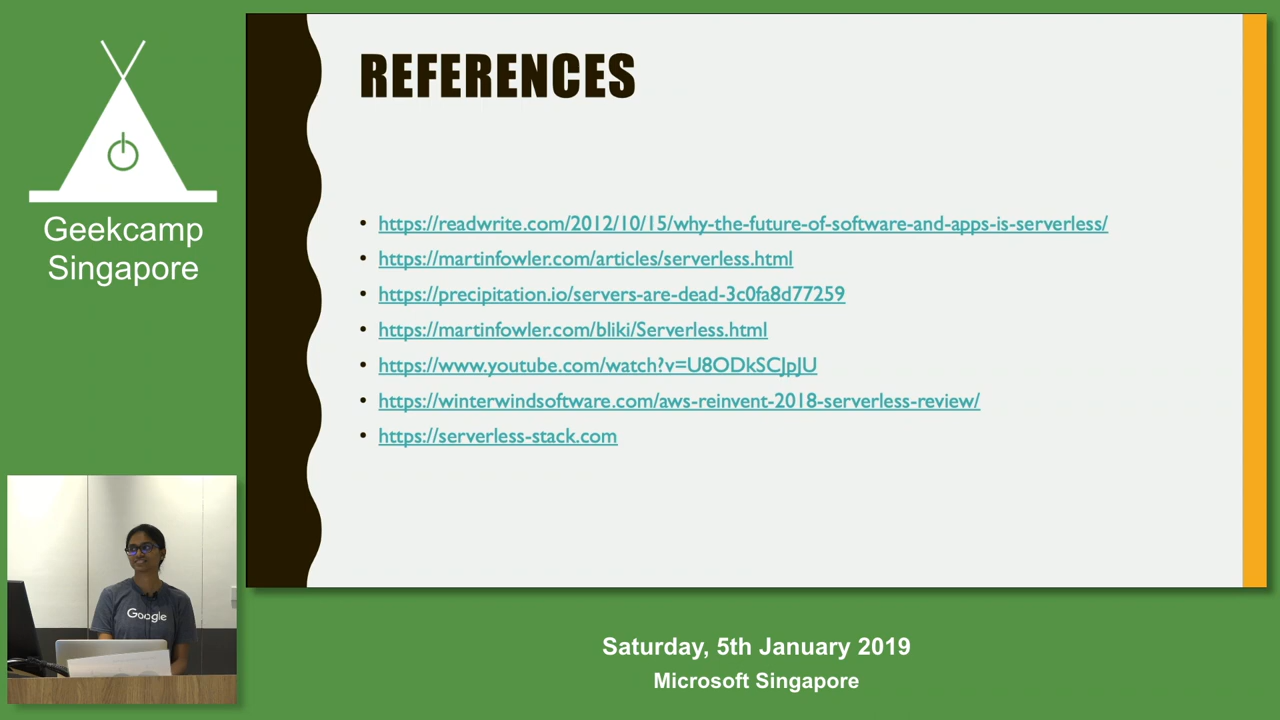 Geekcamp
Singapore
REFERENCES
• https://readwrite.com/2012/10/15/why-the-future-of-software-and-apps-is-serverless/
• https://martinfowler.com/articles/serverless.html
• https://precipitation.io/servers-are-dead-3c0fa8d77259
• https://martinfowler.com/bliki/Serverless.html
• https://www.youtube.com/watch?v=U8ODkSCJpJU
• https://winterwindsoftware.com/aws-reinvent-2018-serverless-review/
• https://serverless-stack.com
Google
Saturday, 5th January 2019
Microsoft Singapore